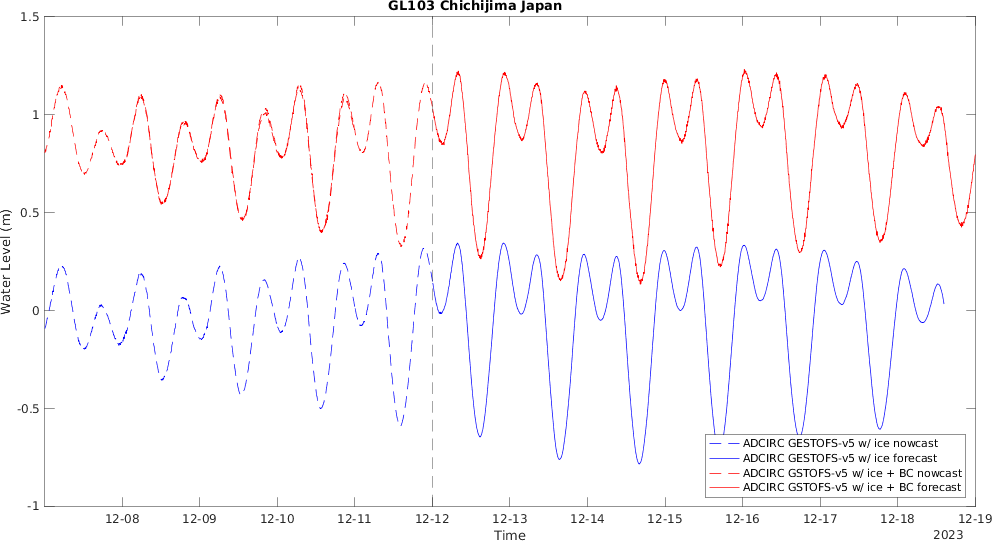 GL103 Chichijima Japan
1.5
1
0.5
0
-0.5
-1
Water Level (m)
ADCIRC GESTOFS-v5 w/ ice nowcast
ADCIRC GESTOFS-v5 w/ ice forecast
ADCIRC GSTOFS-v5 w/ ice + BC nowcast
ADCIRC GSTOFS-v5 w/ ice + BC forecast
12-08 12-09 12-10 12-11 12-12 12-13 12-14 12-15 12-16 12-17 12-18 12-19
Time
2023